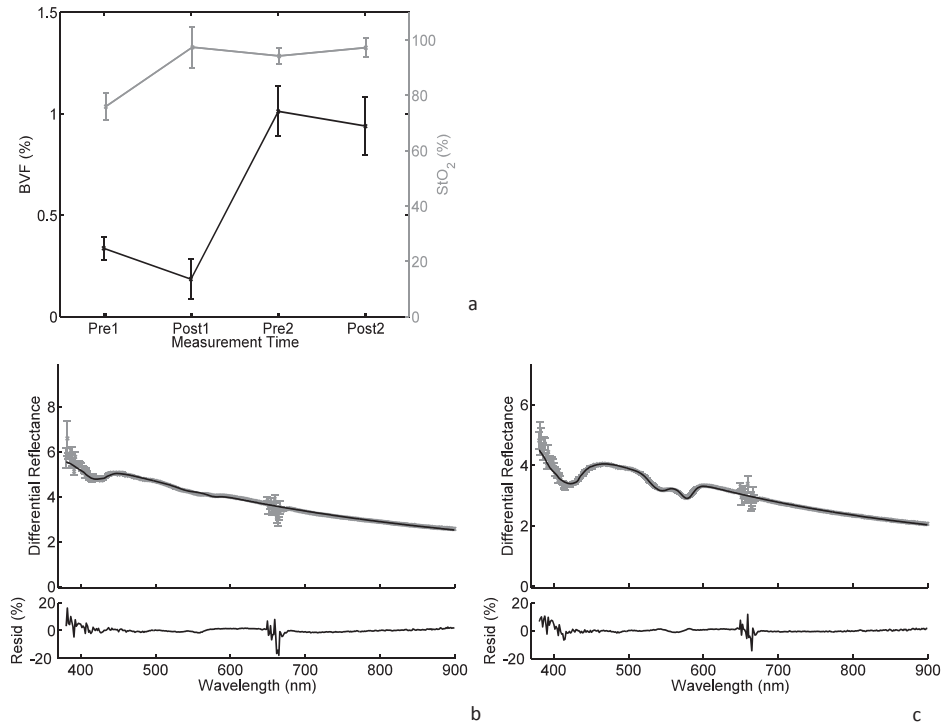 1.5
1
0.5
0
BVF (%)
100
80
60
40
20
0
StO2 (%)
Pre1 Post1 Pre2 Post2
Measurement Time
a
8
6
4
2
0
Differential Reflectance
20
0
-20
Resid (%)
400 500 600 700 800 900
Wavelength (nm)
b
6
4
2
0
Differential Reflectance
20
0
-20
Resid (%)
400 500 600 700 800 900
Wavelength (nm)
c